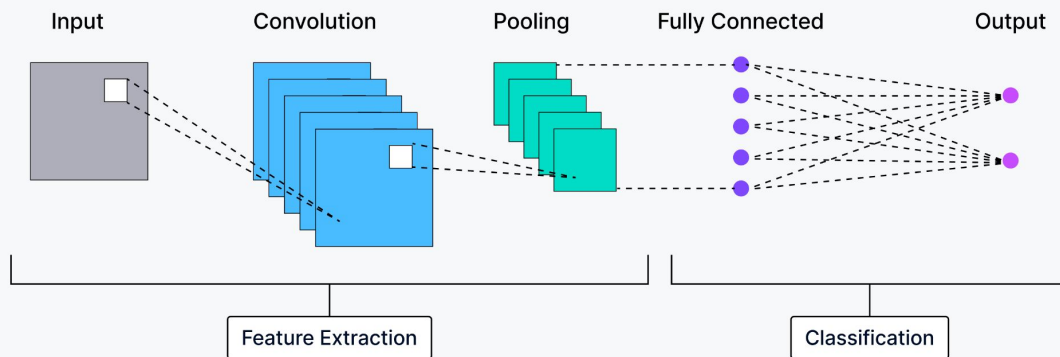 Input
Convolution
Pooling
Fully Connected
Output
Feature Extraction
Classification